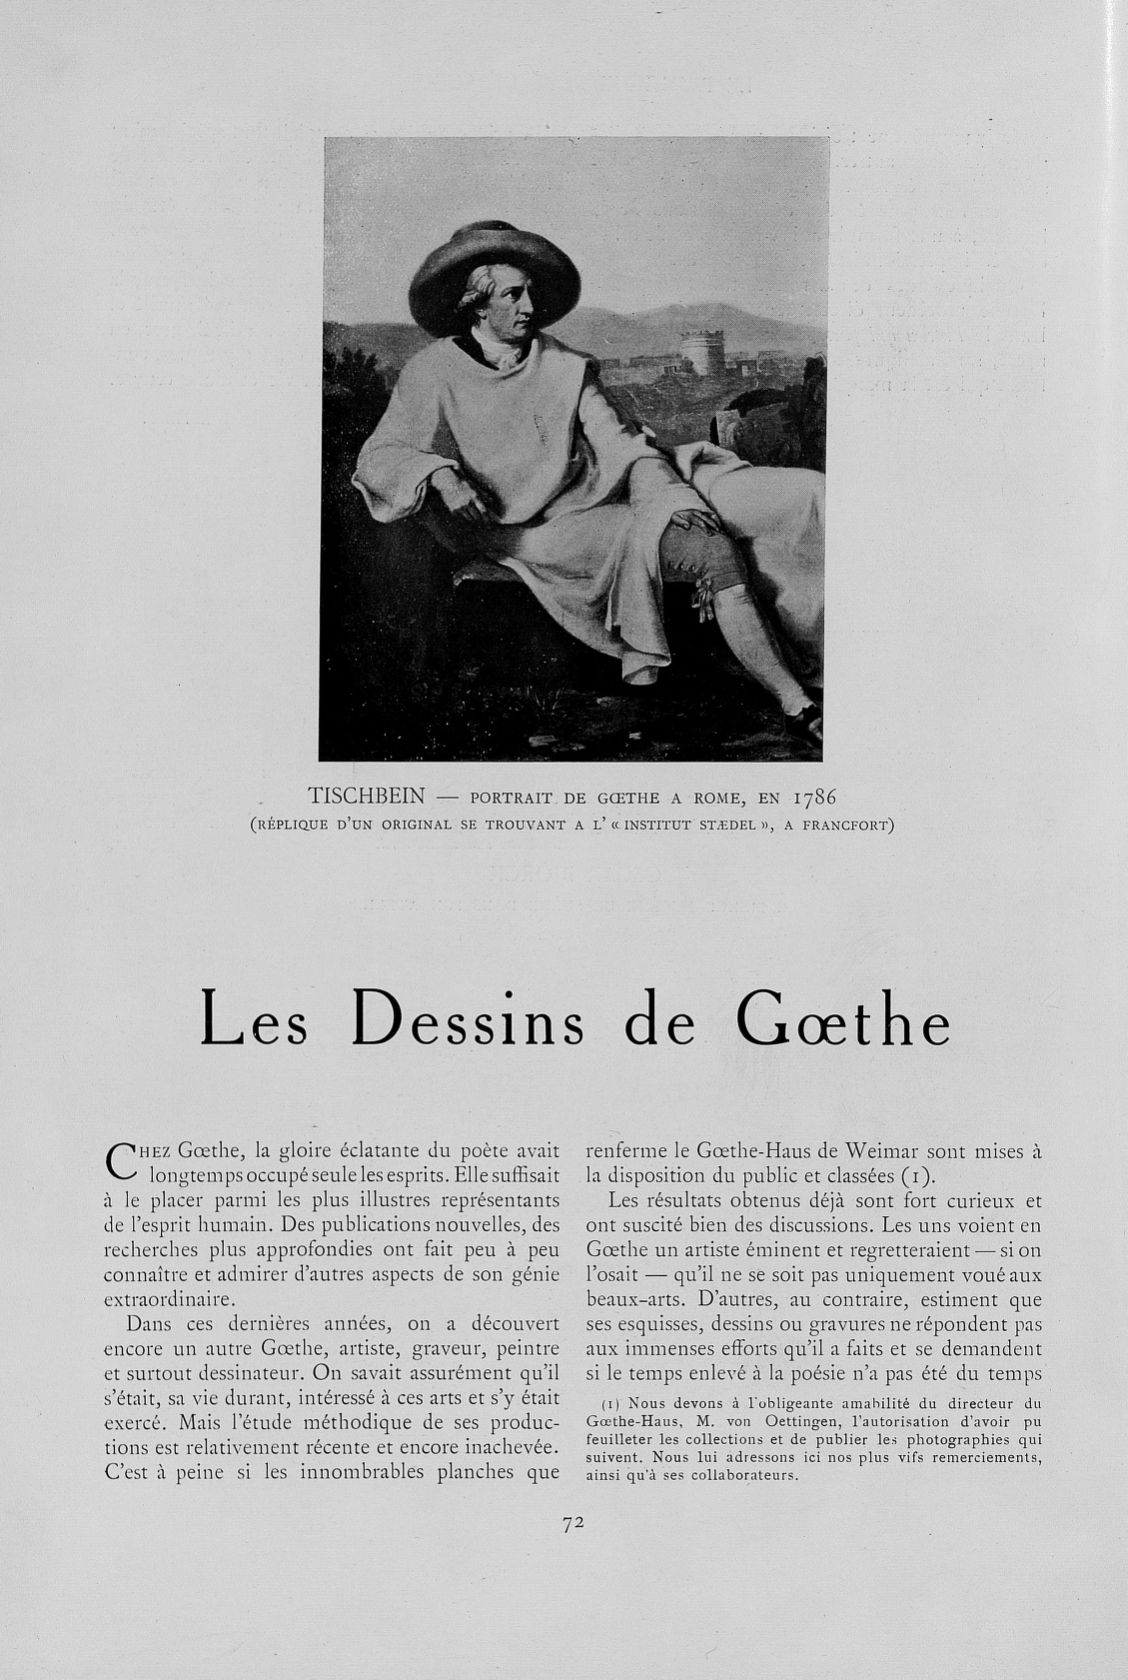 TISCHBEIN — PORTRAIT DE GŒTHE A ROME, EN 1786
(RÉPLIQUE D'UN ORIGINAL SE TROUVANT A L' « INSTITUT STÆDEL », A FRANCFORT)
Les Dessins de Gœthe
CHEZ Gœthe, la gloire éclatante du poète avait
longtemps occupé seule les esprits. Elle suffisait
à le placer parmi les plus illustres représentants
de l'esprit humain. Des publications nouvelles, des
recherches plus approfondies ont fait peu à peu
connaître et admirer d'autres aspects de son génie
extraordinaire.
Dans ces dernières années, on a découvert
encore un autre Gœthe, artiste, graveur, peintre
et surtout dessinateur. On savait assurément qu'il
s'était, sa vie durant, intéressé à ces arts et s'y était
exercé. Mais l'étude méthodique de ses produc-
tions est relativement récente et encore inachevée.
C'est à peine si les innombrables planches que
renferme le Gœthe-Haus de Weimar sont mises à
la disposition du public et classées (1).
Les résultats obtenus déjà sont fort curieux et
ont suscité bien des discussions. Les uns voient en
Gœthe un artiste éminent et regretteraient — si on
l'osait — qu'il ne se soit pas uniquement voué aux
beaux-arts. D'autres, au contraire, estiment que
ses esquisses, dessins ou gravures ne répondent pas
aux immenses efforts qu'il a faits et se demandent
si le temps enlevé à la poésie n'a pas été du temps
(1) Nous devons à l'obligeante amabilité du directeur du
Gœthe-Haus, M. von Oettingen, l'autorisation d'avoir pu
feuilleter les collections et de publier les photographies qui
suivent. Nous lui adressons ici nos plus vifs remerciements,
ainsi qu'à ses collaborateurs.
72